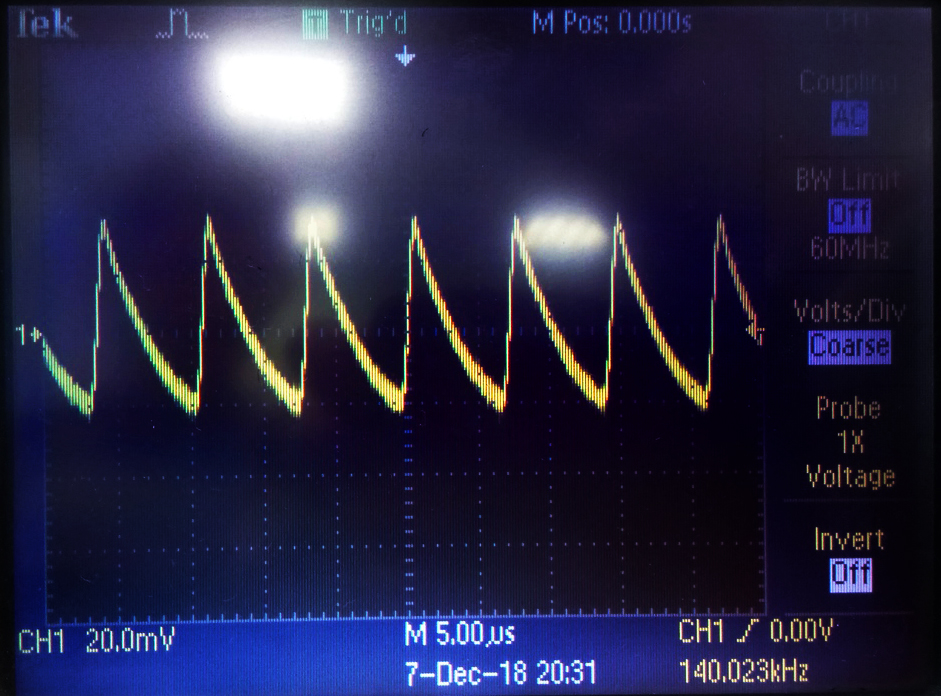 Tek
T Trig'd
M Pos: 0.000s
CH1
Coupling
AC
BW Limit
Off
60MHz
Volts/Div
Coarse
Probe
1X
Voltage
Invert
Off
1
CH1 20.0mV
M 5.00µs
CH1 0.00V
7-Dec-18 20:31
140.023kHz